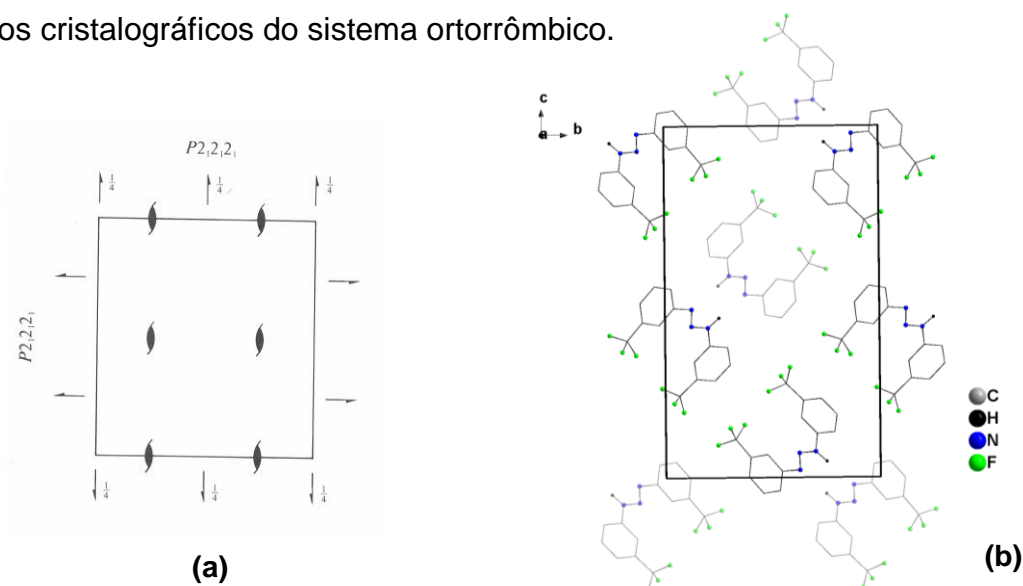 os cristalográficos do sistema ortorrômbico.
P2₁2₁2₁
1/4
1/4
1/4
P2₁2₁2₁
1/4
1/4
1/4
(a)
c
a
b
C
H
N
F
(b)